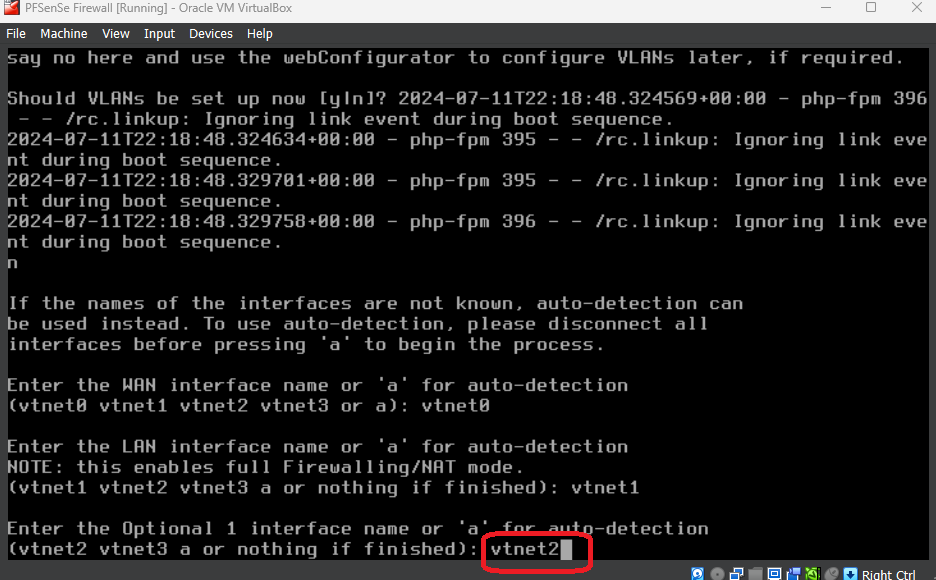 PFSenSe Firewall [Running] - Oracle VM VirtualBox
File Machine View Input Devices Help
say no here and use the webConfigurator to configure VLANs later, if required.
Should VLANs be set up now [y|n]? 2024-07-11T22:18:48.324569+00:00 - php-fpm 396
- - /rc.linkup: Ignoring link event during boot sequence.
2024-07-11T22:18:48.324634+00:00 - php-fpm 395 - - /rc.linkup: Ignoring link eve
nt during boot sequence.
2024-07-11T22:18:48.329701+00:00 - php-fpm 395 - - /rc.linkup: Ignoring link eve
nt during boot sequence.
2024-07-11T22:18:48.329758+00:00 - php-fpm 396 - - /rc.linkup: Ignoring link eve
nt during boot sequence.
n
If the names of the interfaces are not known, auto-detection can
be used instead. To use auto-detection, please disconnect all
interfaces before pressing 'a' to begin the process.
Enter the WAN interface name or 'a' for auto-detection
(vtnet0 vtnet1 vtnet2 vtnet3 or a): vtnet0
Enter the LAN interface name or 'a' for auto-detection
NOTE: this enables full Firewalling/NAT mode.
(vtnet1 vtnet2 vtnet3 a or nothing if finished): vtnet1
Enter the Optional 1 interface name or 'a' for auto-detection
(vtnet2 vtnet3 a or nothing if finished): vtnet2
Right Ctrl